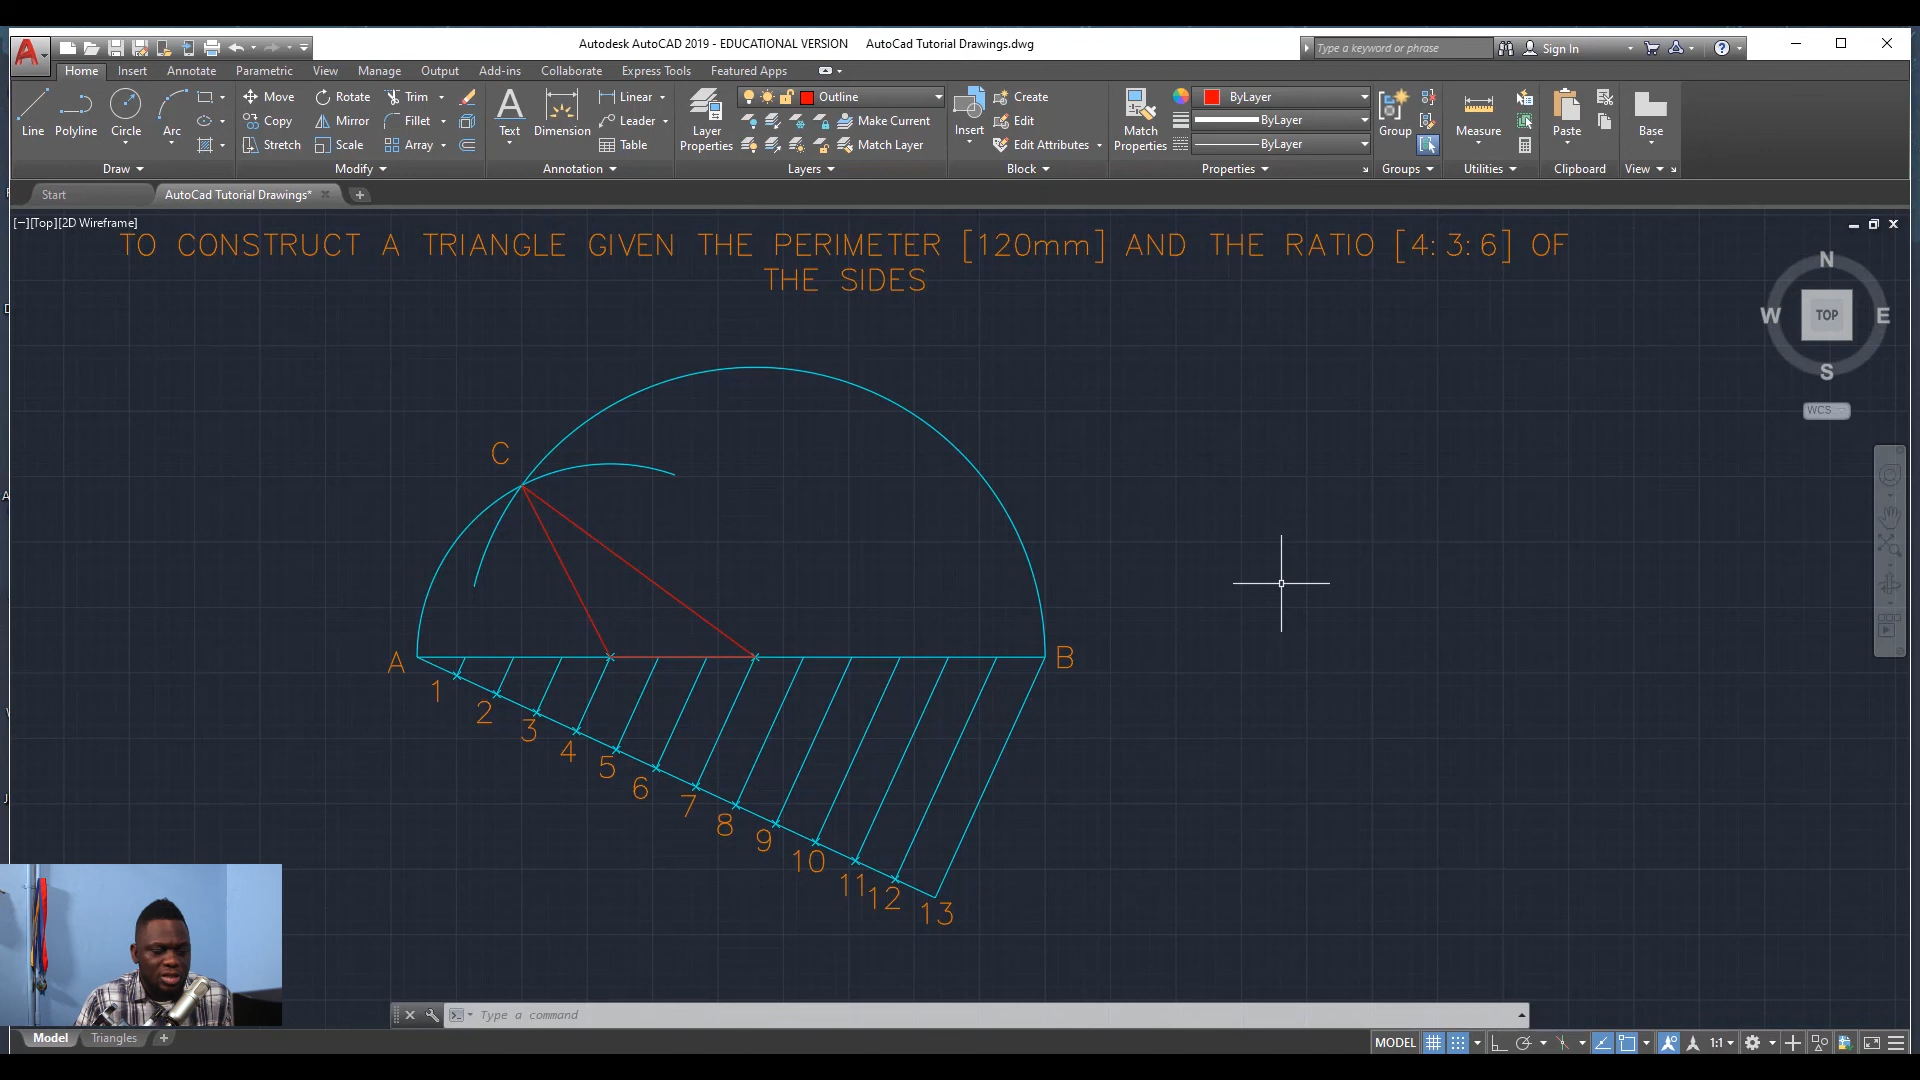 Autodesk AutoCAD 2019 - EDUCATIONAL VERSION AutoCad Tutorial Drawings.dwg
Type a keyword or phrase
Sign In
Home Insert Annotate Parametric View Manage Output Add-ins Collaborate Express Tools Featured Apps
Line Polyline Circle Arc
Move Rotate Trim
Copy Mirror Fillet
Stretch Scale Array
Text Dimension
Linear
Leader
Table
Layer Properties
Outline
Make Current
Match Layer
Insert
Create
Edit
Edit Attributes
Match Properties
ByLayer
ByLayer
ByLayer
Group
Measure
Paste
Base
Draw Modify Annotation Layers Block Properties Groups Utilities Clipboard View
Start AutoCad Tutorial Drawings*
[−][Top][2D Wireframe]
TO CONSTRUCT A TRIANGLE GIVEN THE PERIMETER [120mm] AND THE RATIO [4:3:6] OF
THE SIDES
N
W TOP E
S
WCS
C
A
B
1
2
3
4
5
6
7
8
9
10
11
12
13
Type a command
Model Triangles
MODEL
1:1